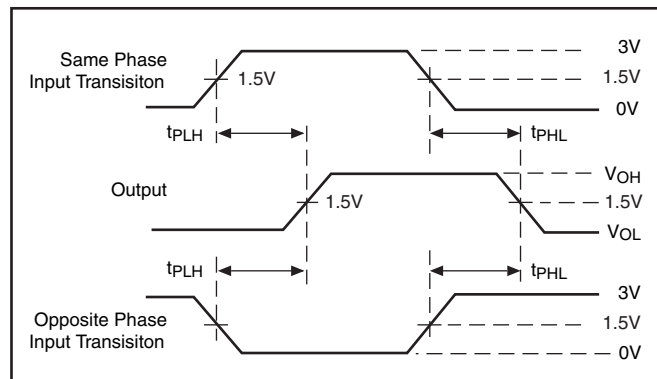 Same Phase
Input Transisiton
1.5V
3V
1.5V
0V
tPLH
tPHL
Output
1.5V
VOH
1.5V
VOL
tPLH
tPHL
Opposite Phase
Input Transisiton
3V
1.5V
0V